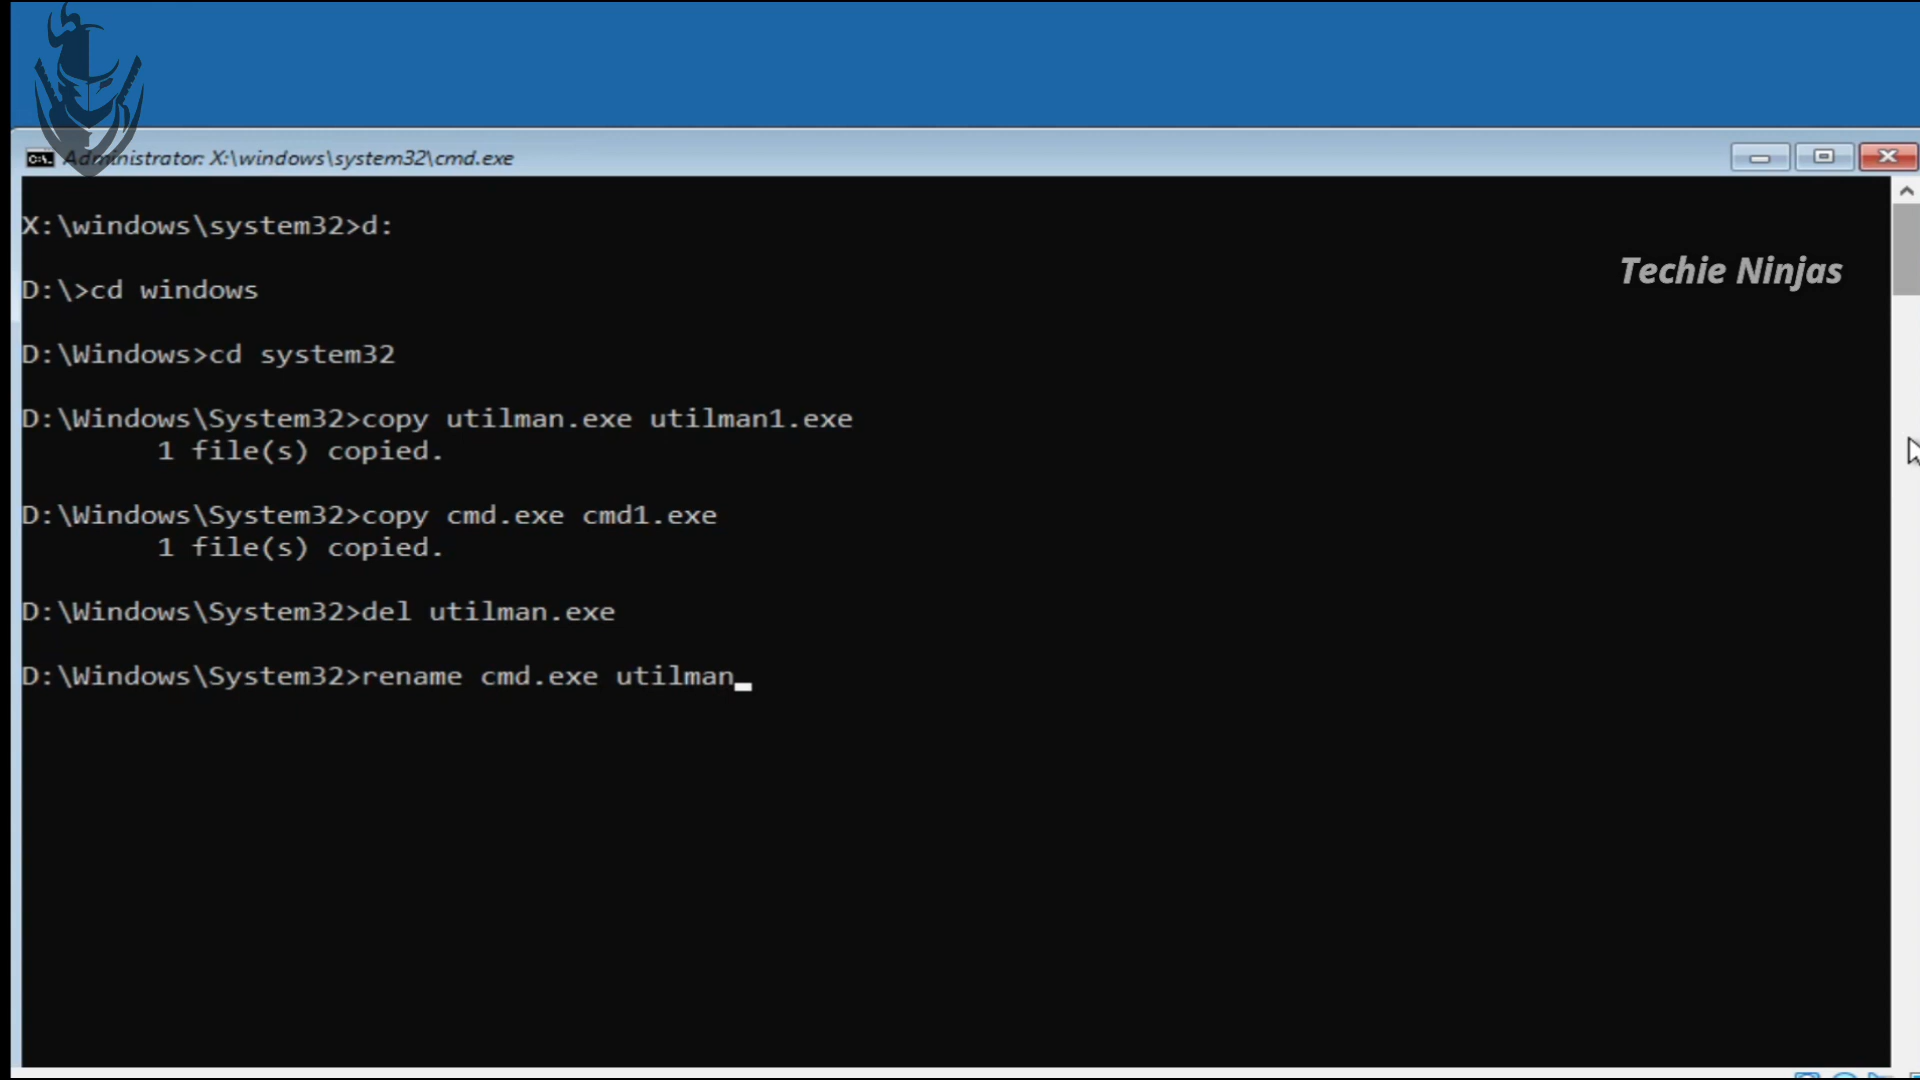 Administrator: X:\windows\system32\cmd.exe
X:\windows\system32>d:
Techie Ninjas
D:\>cd windows
D:\Windows>cd system32
D:\Windows\System32>copy utilman.exe utilman1.exe
1 file(s) copied.
D:\Windows\System32>copy cmd.exe cmd1.exe
1 file(s) copied.
D:\Windows\System32>del utilman.exe
D:\Windows\System32>rename cmd.exe utilman